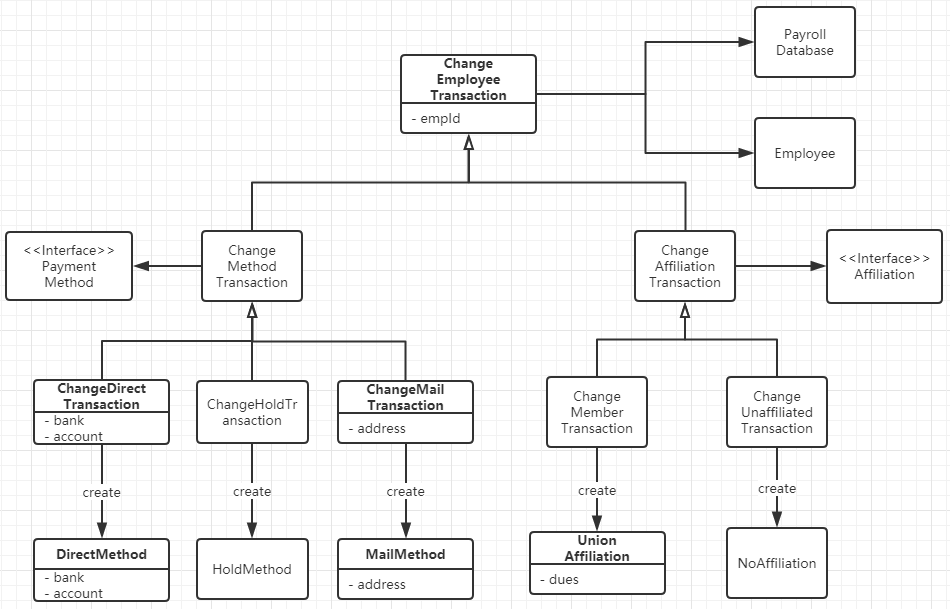 Payroll
Database
Change
Employee
Transaction
- empId
Employee
<<Interface>>
Payment
Method
Change
Method
Transaction
Change
Affiliation
Transaction
<<Interface>>
Affiliation
ChangeDirect
Transaction
- bank
- account
ChangeHoldTr
ansaction
ChangeMail
Transaction
- address
Change
Member
Transaction
Change
Unaffiliated
Transaction
create
create
create
create
create
DirectMethod
- bank
- account
HoldMethod
MailMethod
- address
Union
Affiliation
- dues
NoAffiliation